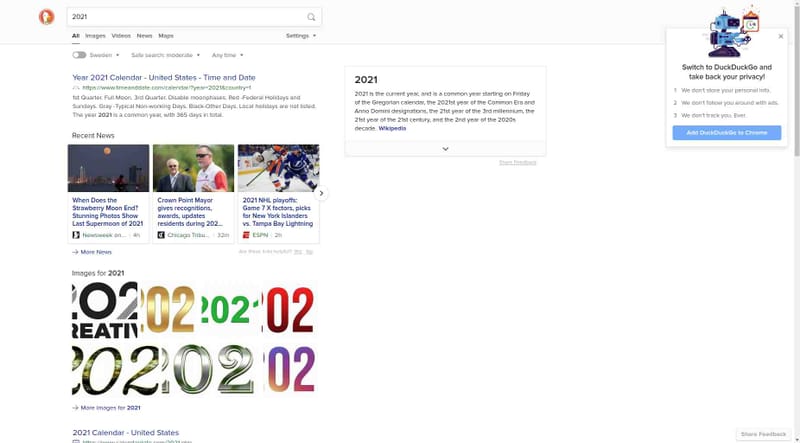 2021
All Images Videos News Maps
Settings
Sweden
Safe search: moderate
Any time
Year 2021 Calendar - United States - Time and Date
https://www.timeanddate.com/calendar/?year=2021&country=1
1st Quarter. Full Moon. 3rd Quarter. Disable moonphases. Red -Federal Holidays and
Sundays. Gray -Typical Non-working Days. Black-Other Days. Local holidays are not listed.
The year 2021 is a common year, with 365 days in total.
Recent News
When Does the
Strawberry Moon End?
Stunning Photos Show
Last Supermoon of 2021
Newsweek on... · 4h
Crown Point Mayor
gives recognitions,
awards, updates
residents during 202...
Chicago Tribu... · 32m
2021 NHL playoffs:
Game 7 X factors, picks
for New York Islanders
vs. Tampa Bay Lightning
ESPN · 2h
More News
Are these links helpful? Yes No
Images for 2021
202
REATIV
202
2021
202
202
202
202
More Images for 2021
2021 Calendar - United States
2021
2021 is the current year, and is a common year starting on Friday
of the Gregorian calendar, the 2021st year of the Common Era and
Anno Domini designations, the 21st year of the 3rd millennium, the
21st year of the 21st century, and the 2nd year of the 2020s
decade. Wikipedia
Share Feedback
Switch to DuckDuckGo and
take back your privacy!
1 We don't store your personal info.
2 We don't follow you around with ads.
3 We don't track you. Ever.
Add DuckDuckGo to Chrome
Share Feedback